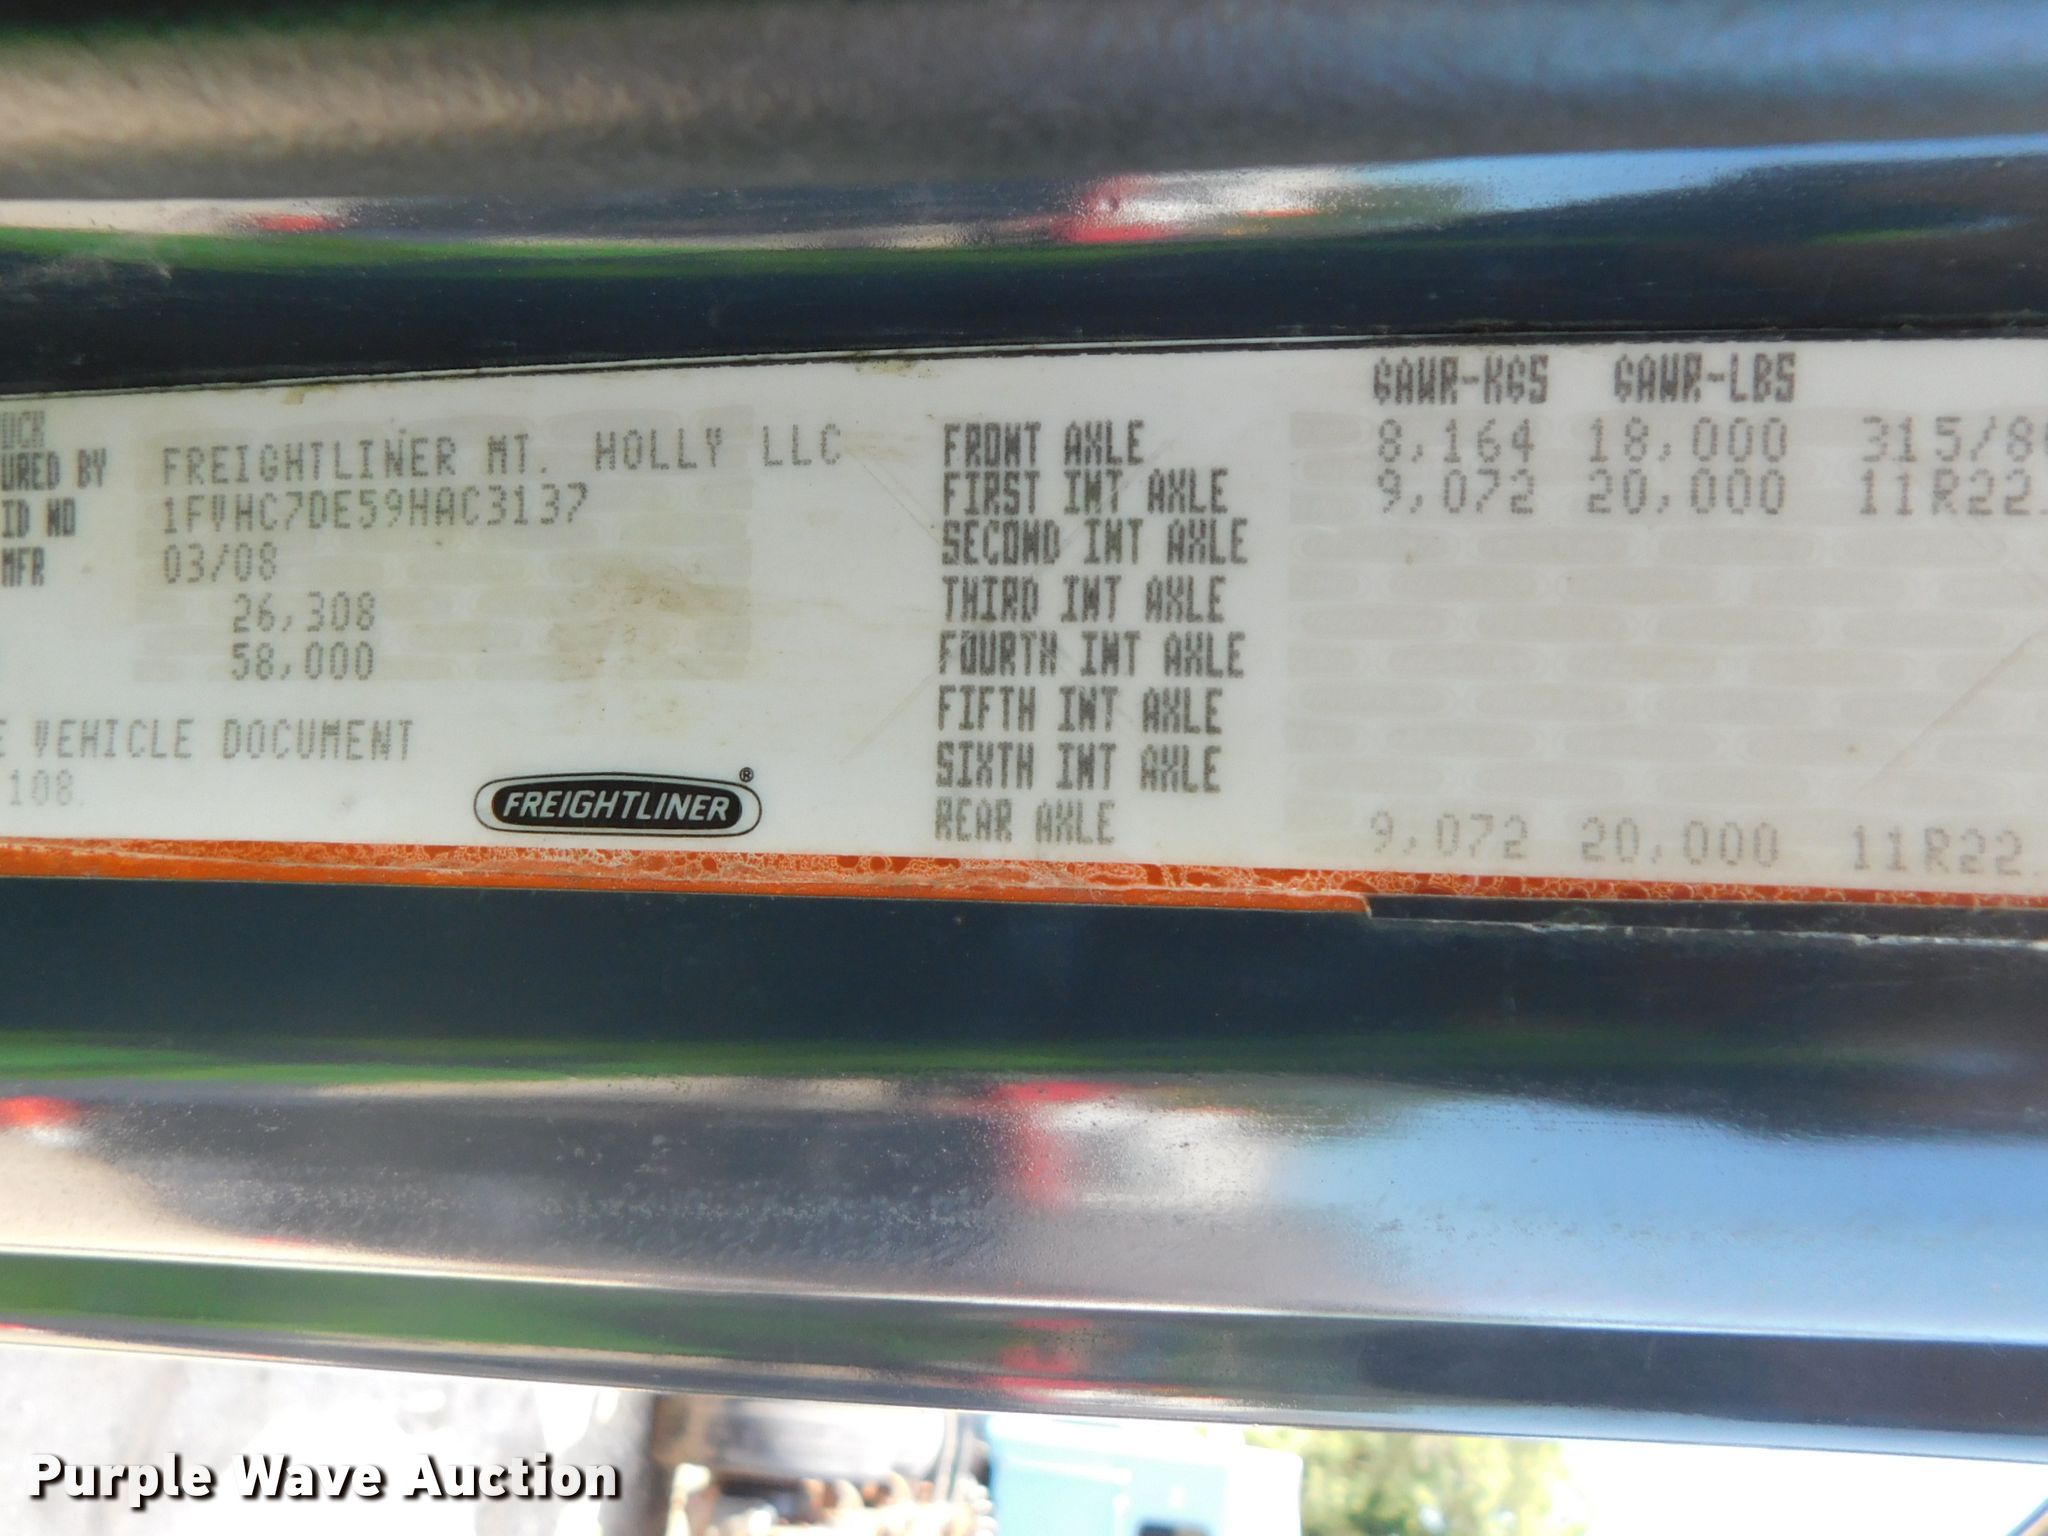 GAWR-KGS GAWR-LBS
UCK
URED BY FREIGHTLINER MT. HOLLY LLC FRONT AXLE 8,164 18,000 315/8
ID NO 1FVHC7DE59HAC3137 FIRST INT AXLE 9,072 20,000 11R22.
MFR 03/08 SECOND INT AXLE
26,308 THIRD INT AXLE
58,000 FOURTH INT AXLE
FIFTH INT AXLE
E VEHICLE DOCUMENT SIXTH INT AXLE
108. FREIGHTLINER® REAR AXLE 9,072 20,000 11R22.
Purple Wave Auction